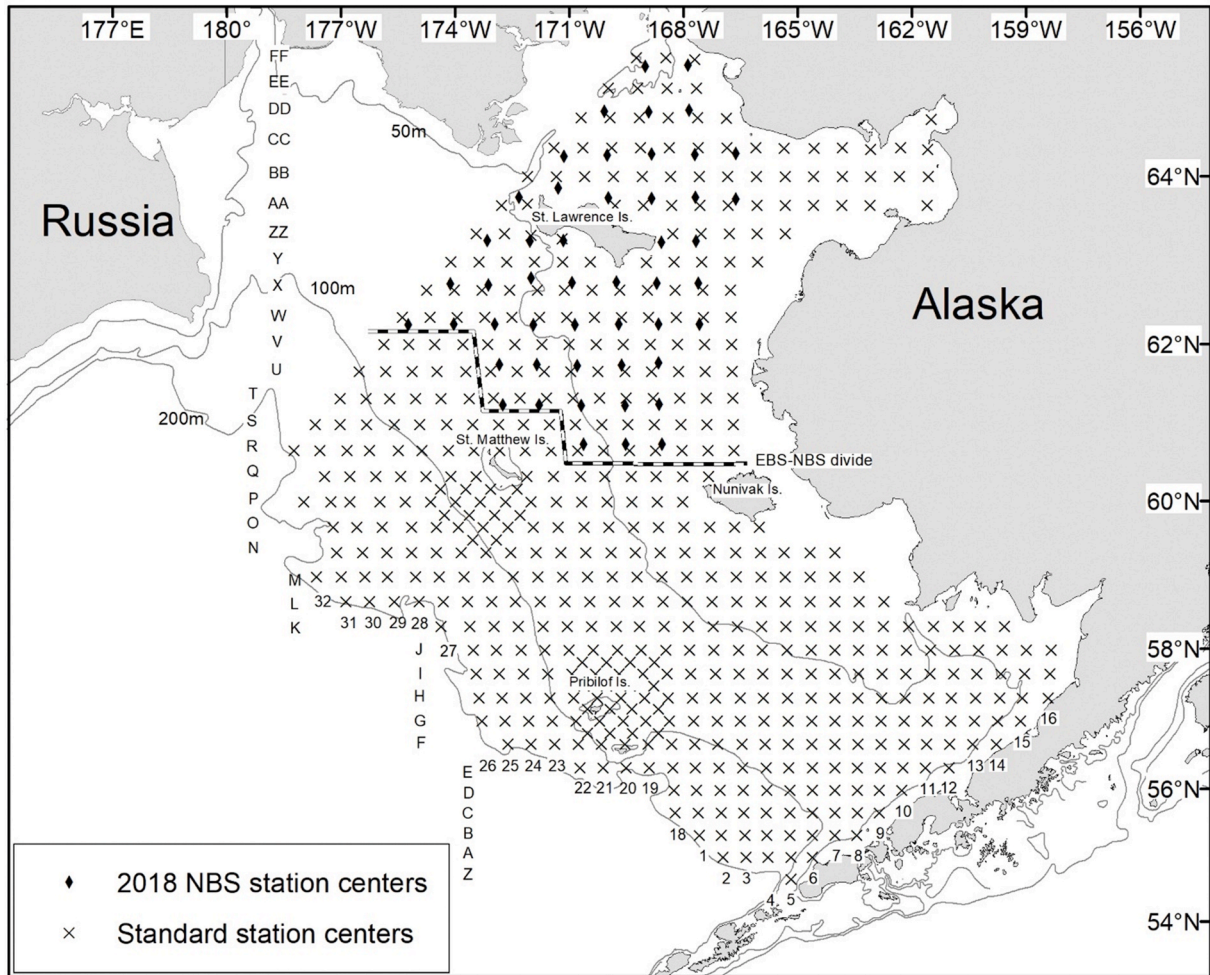 177°E 180° 177°W 174°W 171°W 168°W 165°W 162°W 159°W 156°W
FF
EE
DD
50m
CC
BB
64°N
AA
St. Lawrence Is.
Russia
ZZ
Y
X
100m
Alaska
W
V
62°N
U
T
200m
S
St. Matthew Is.
R
EBS-NBS divide
Q
Nunivak Is.
P
60°N
O
N
M
L
32 31 30 29 28
K
J
27
58°N
I
Pribilof Is.
H
G
16
F
15
26 25 24 23
13 14
E
22 21 20 19
11 12
56°N
D
C
10
B
18
9
A
1
7 8
Z
2 3
6
4 5
54°N
2018 NBS station centers
Standard station centers